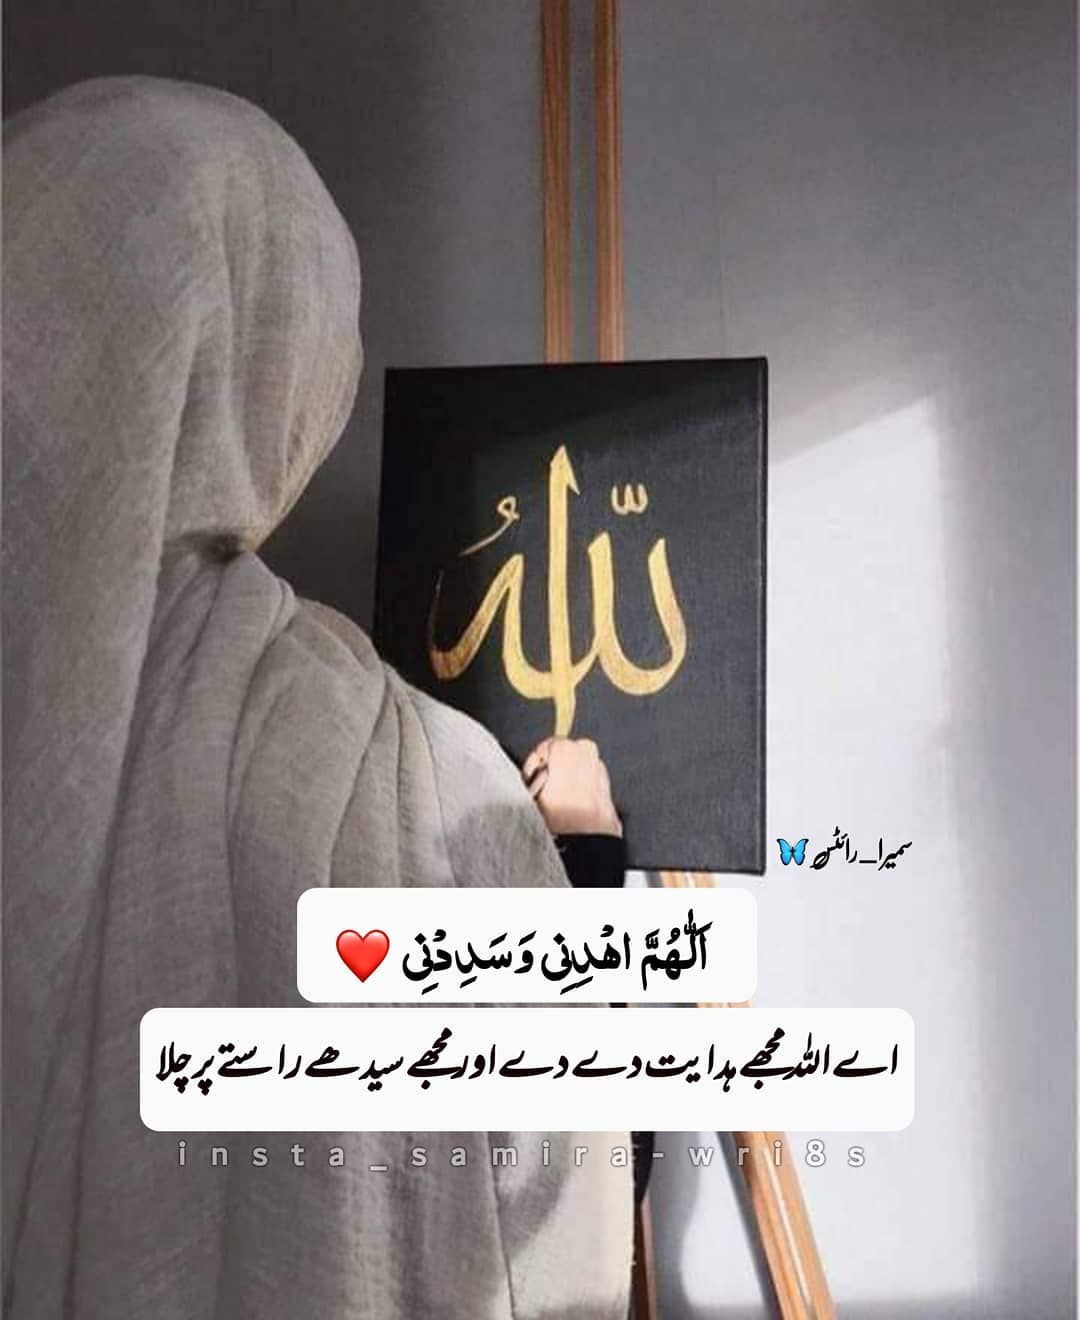 اللهُ
سمیرا_رائٹس🦋
اَللّٰهُمَّ اهْدِنِی وَسَدِدْنِی ❤️
اے اللہ مجھے ہدایت دے دے اور مجھے سیدھے راستے پر چلا
insta_samira-wri8s